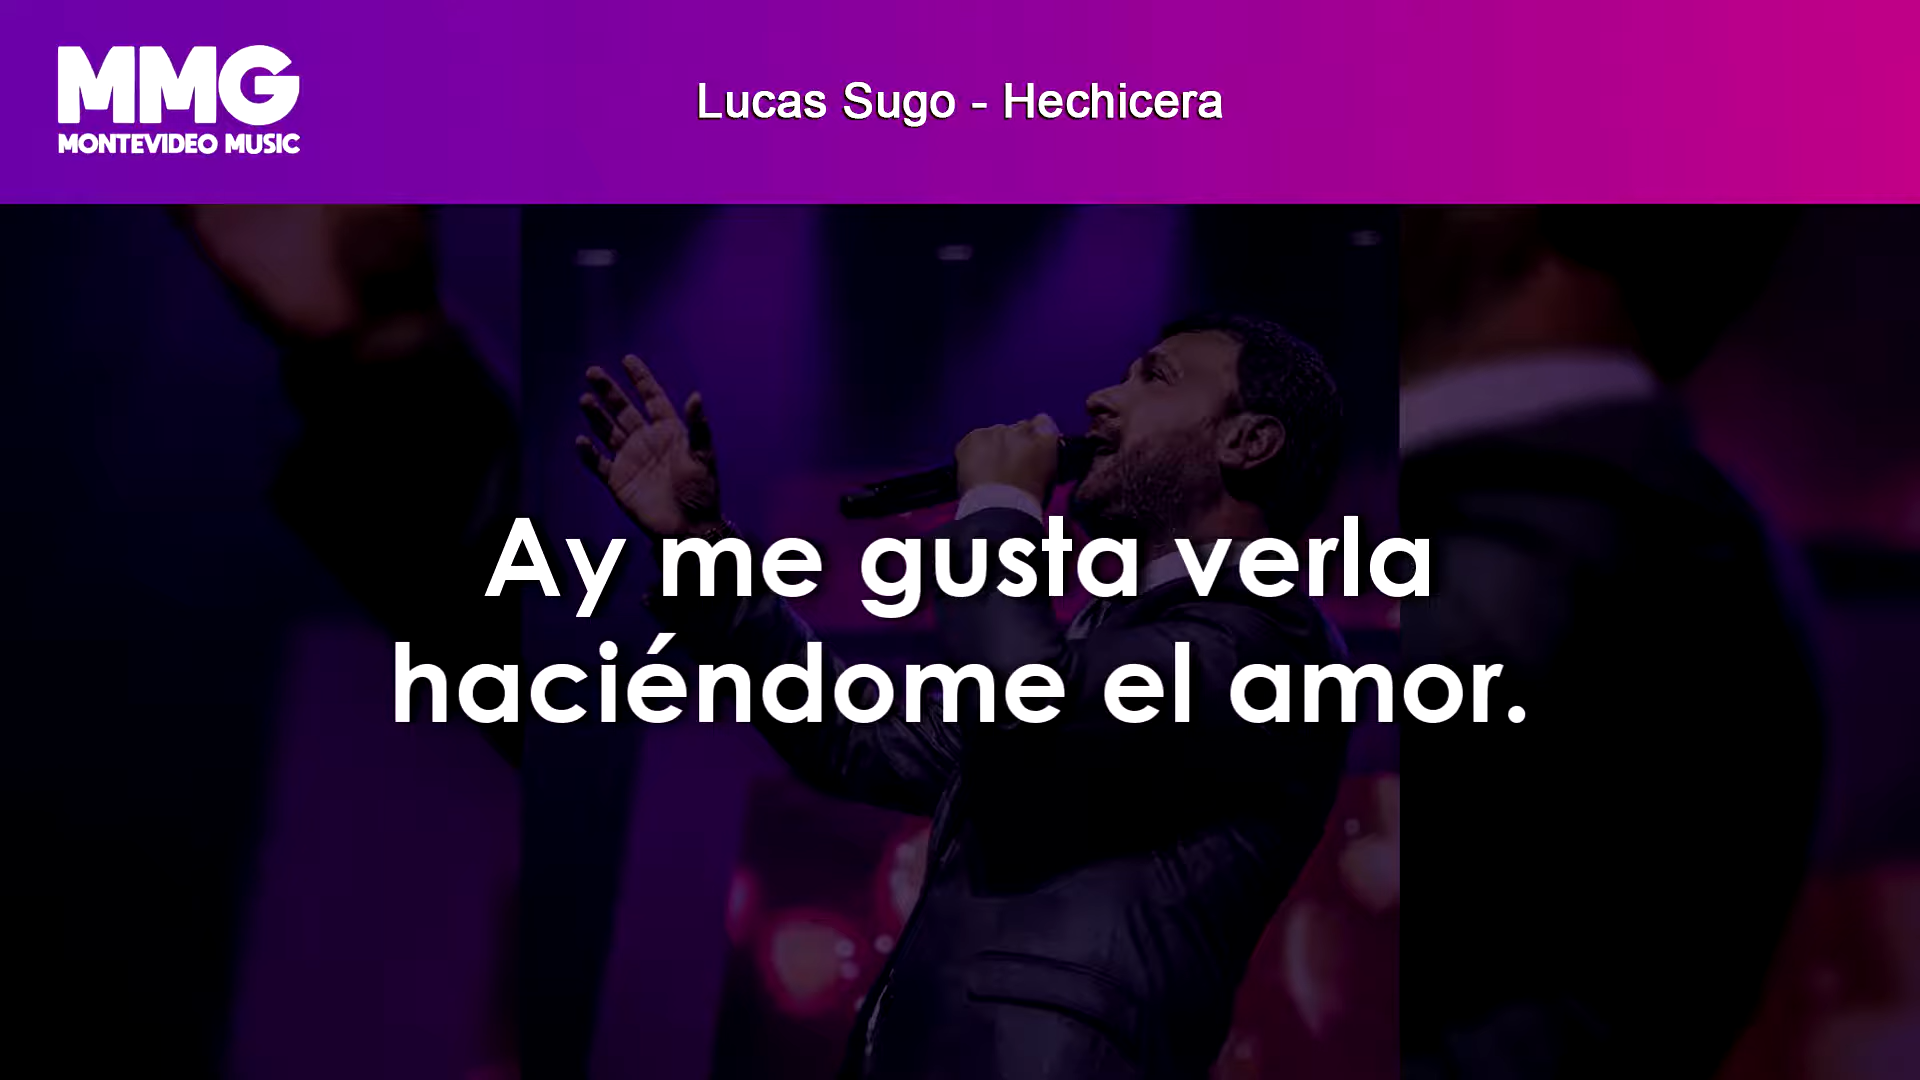 MMG
MONTEVIDEO MUSIC
Lucas Sugo - Hechicera
Ay me gusta verla
haciéndome el amor.